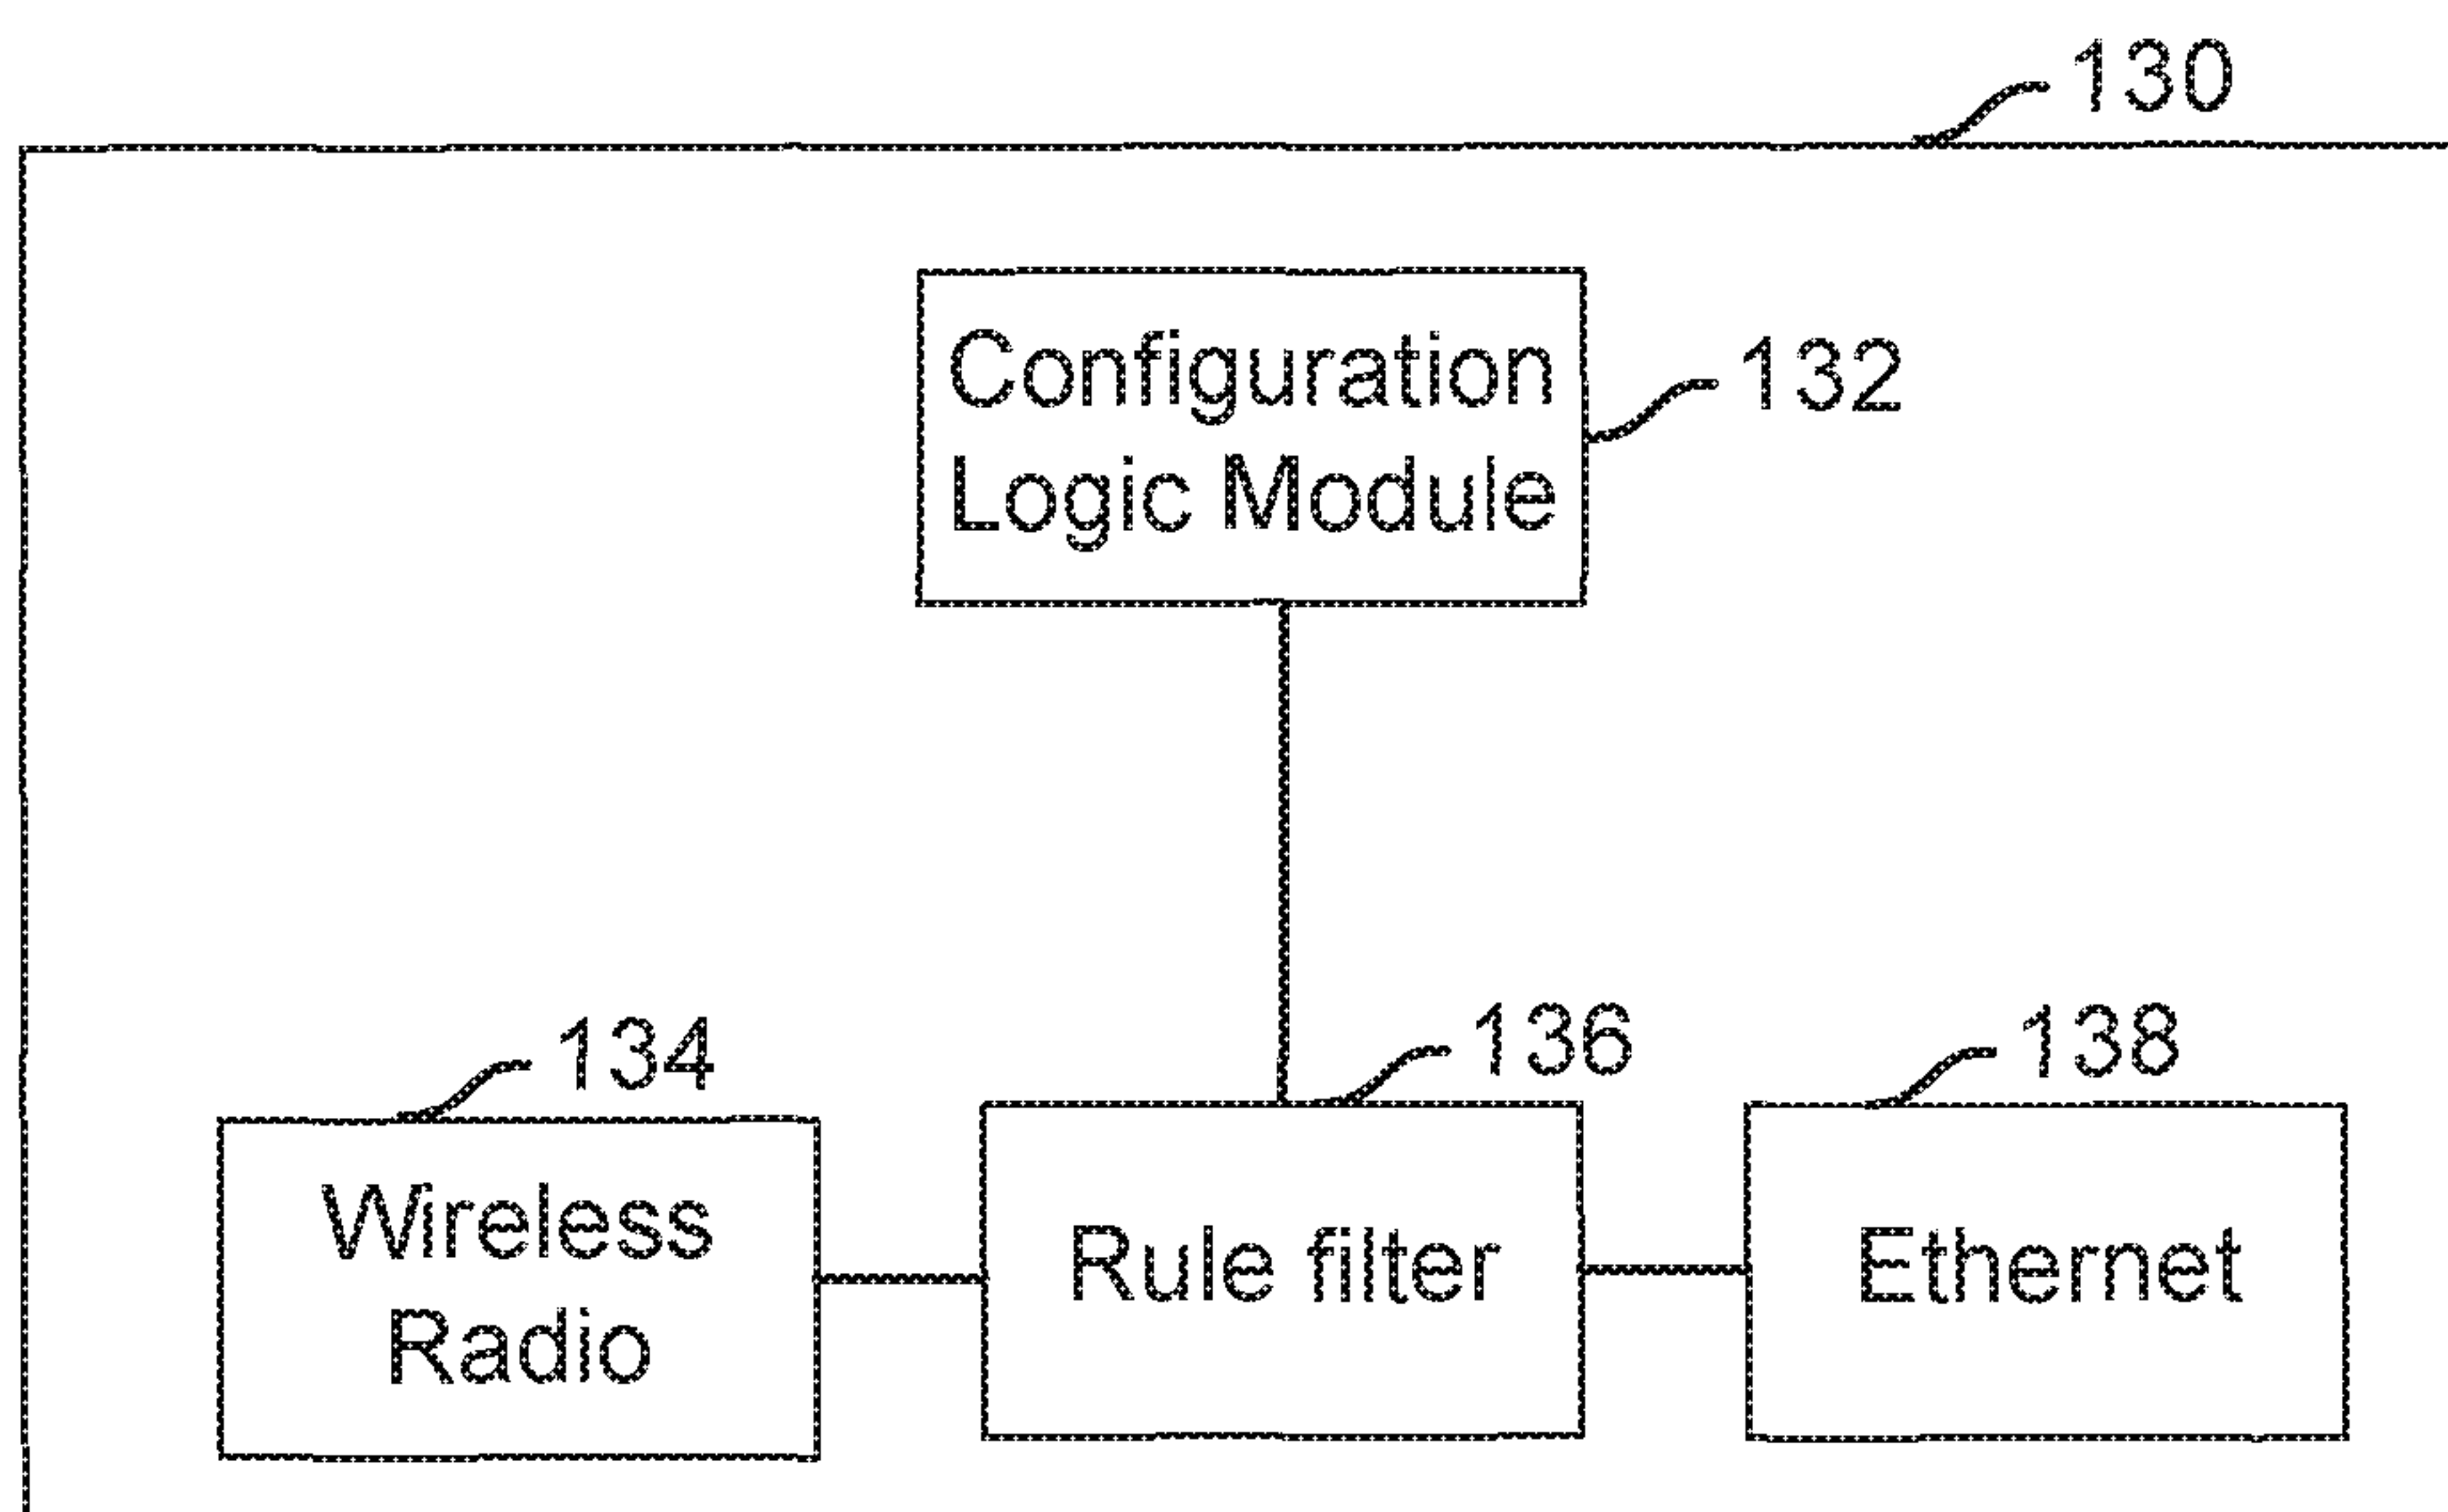 130
Configuration
Logic Module
132
134
136
138
Wireless
Radio
Rule filter
Ethernet